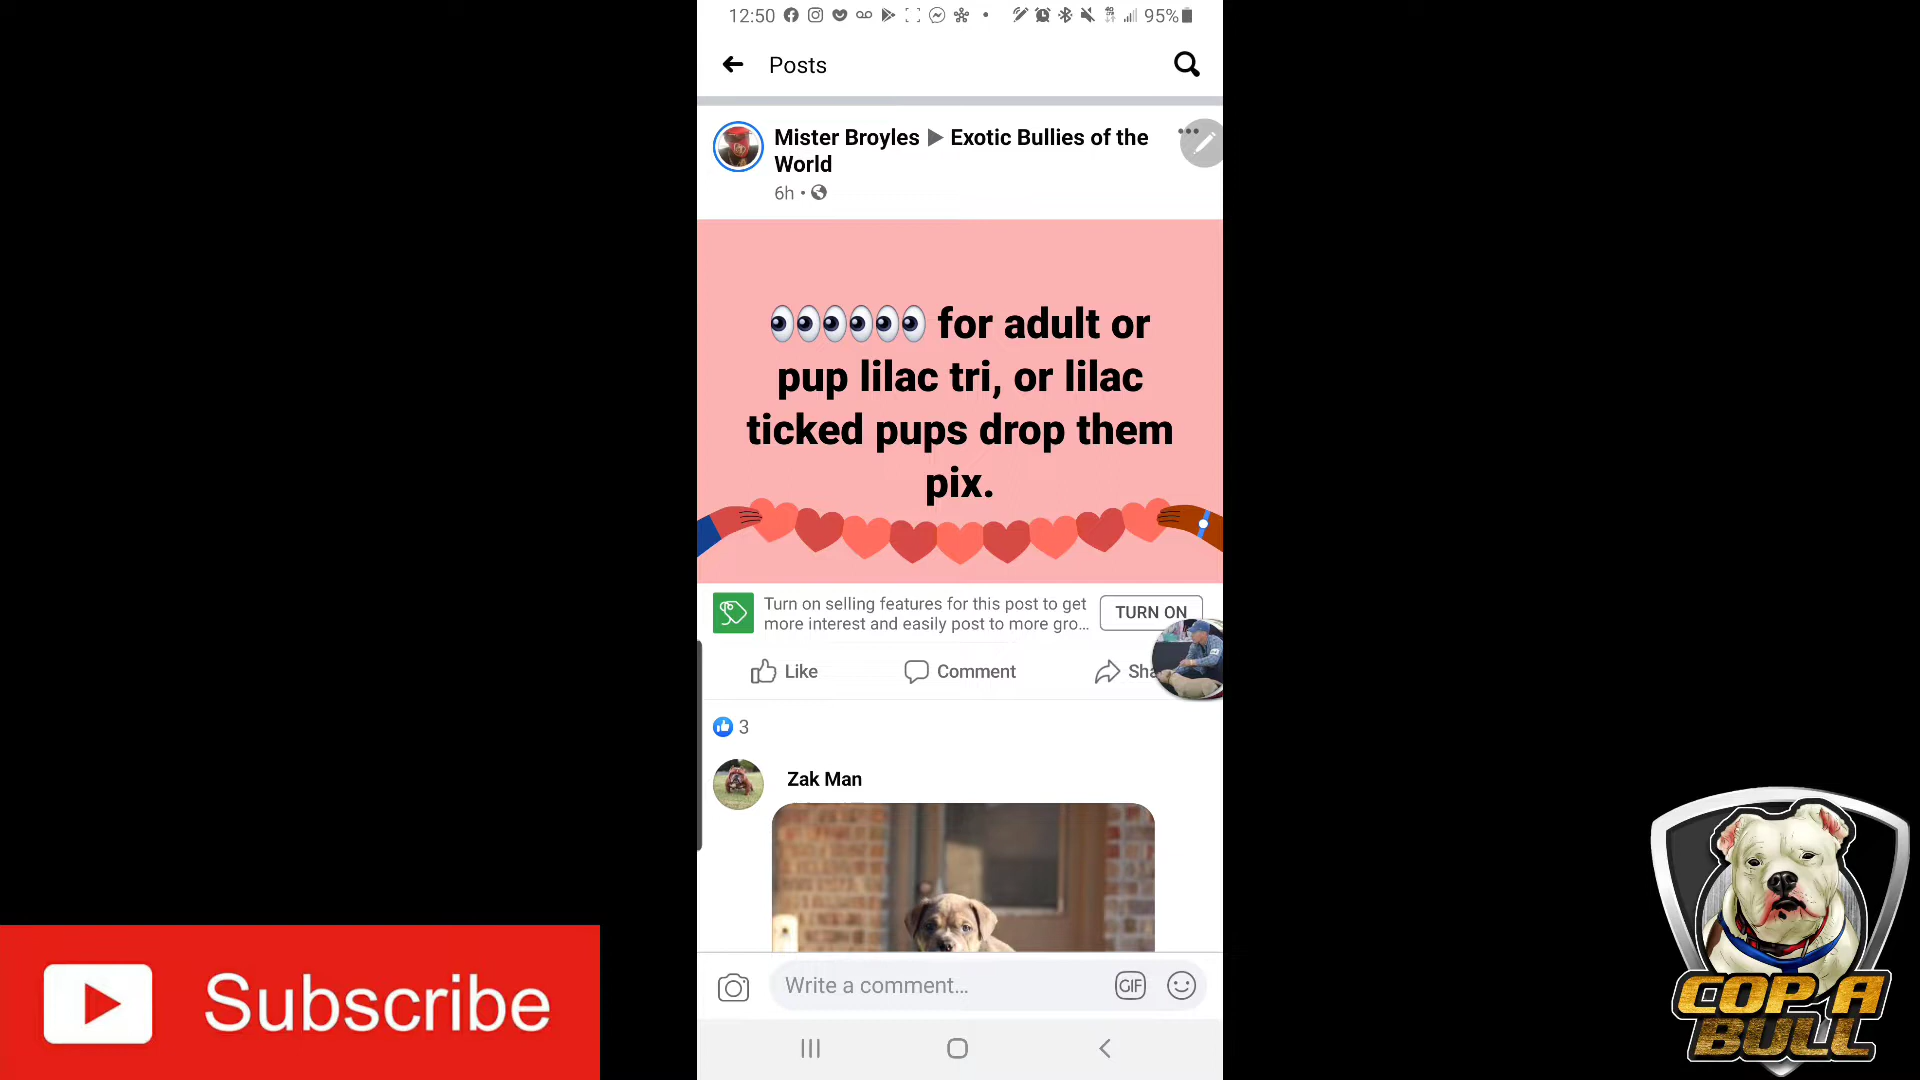 12:50
95%
Posts
Mister Broyles ▶ Exotic Bullies of the
World
6h •
👀👀👀 for adult or
pup lilac tri, or lilac
ticked pups drop them
pix.
Turn on selling features for this post to get
more interest and easily post to more gro...
TURN ON
Like
Comment
Sha
3
Zak Man
Write a comment...
GIF
Subscribe
COP A
BULL